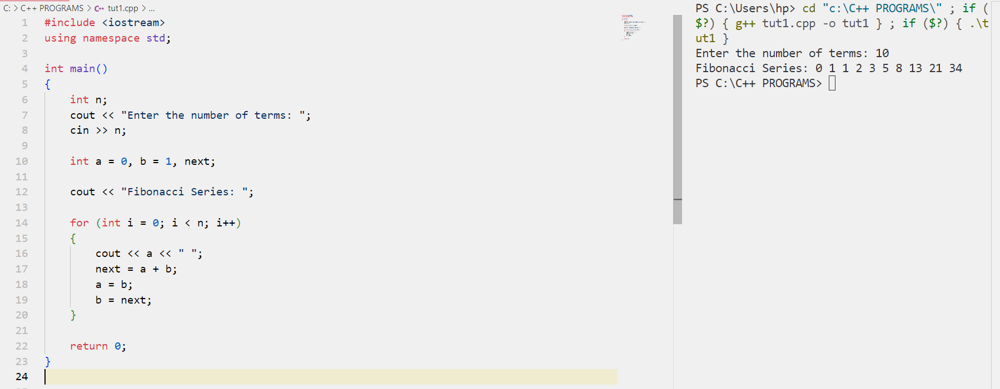 C: > C++ PROGRAMS > C++ tut1.cpp > ...
1 #include <iostream>
2 using namespace std;
3
4 int main()
5 {
6     int n;
7     cout << "Enter the number of terms: ";
8     cin >> n;
9
10     int a = 0, b = 1, next;
11
12     cout << "Fibonacci Series: ";
13
14     for (int i = 0; i < n; i++)
15     {
16         cout << a << " ";
17         next = a + b;
18         a = b;
19         b = next;
20     }
21
22     return 0;
23 }
24
PS C:\Users\hp> cd "c:\C++ PROGRAMS\" ; if (
$?) { g++ tut1.cpp -o tut1 } ; if ($?) { .\t
ut1 }
Enter the number of terms: 10
Fibonacci Series: 0 1 1 2 3 5 8 13 21 34
PS C:\C++ PROGRAMS>